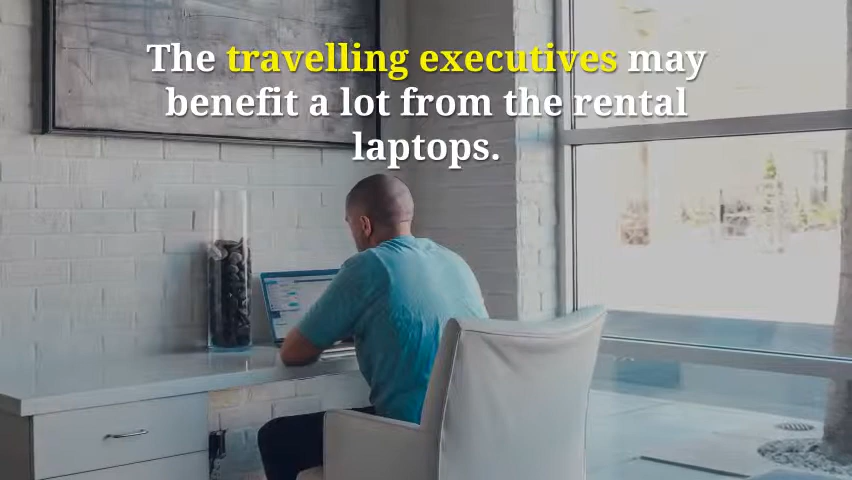 The travelling executives may
benefit a lot from the rental
laptops.